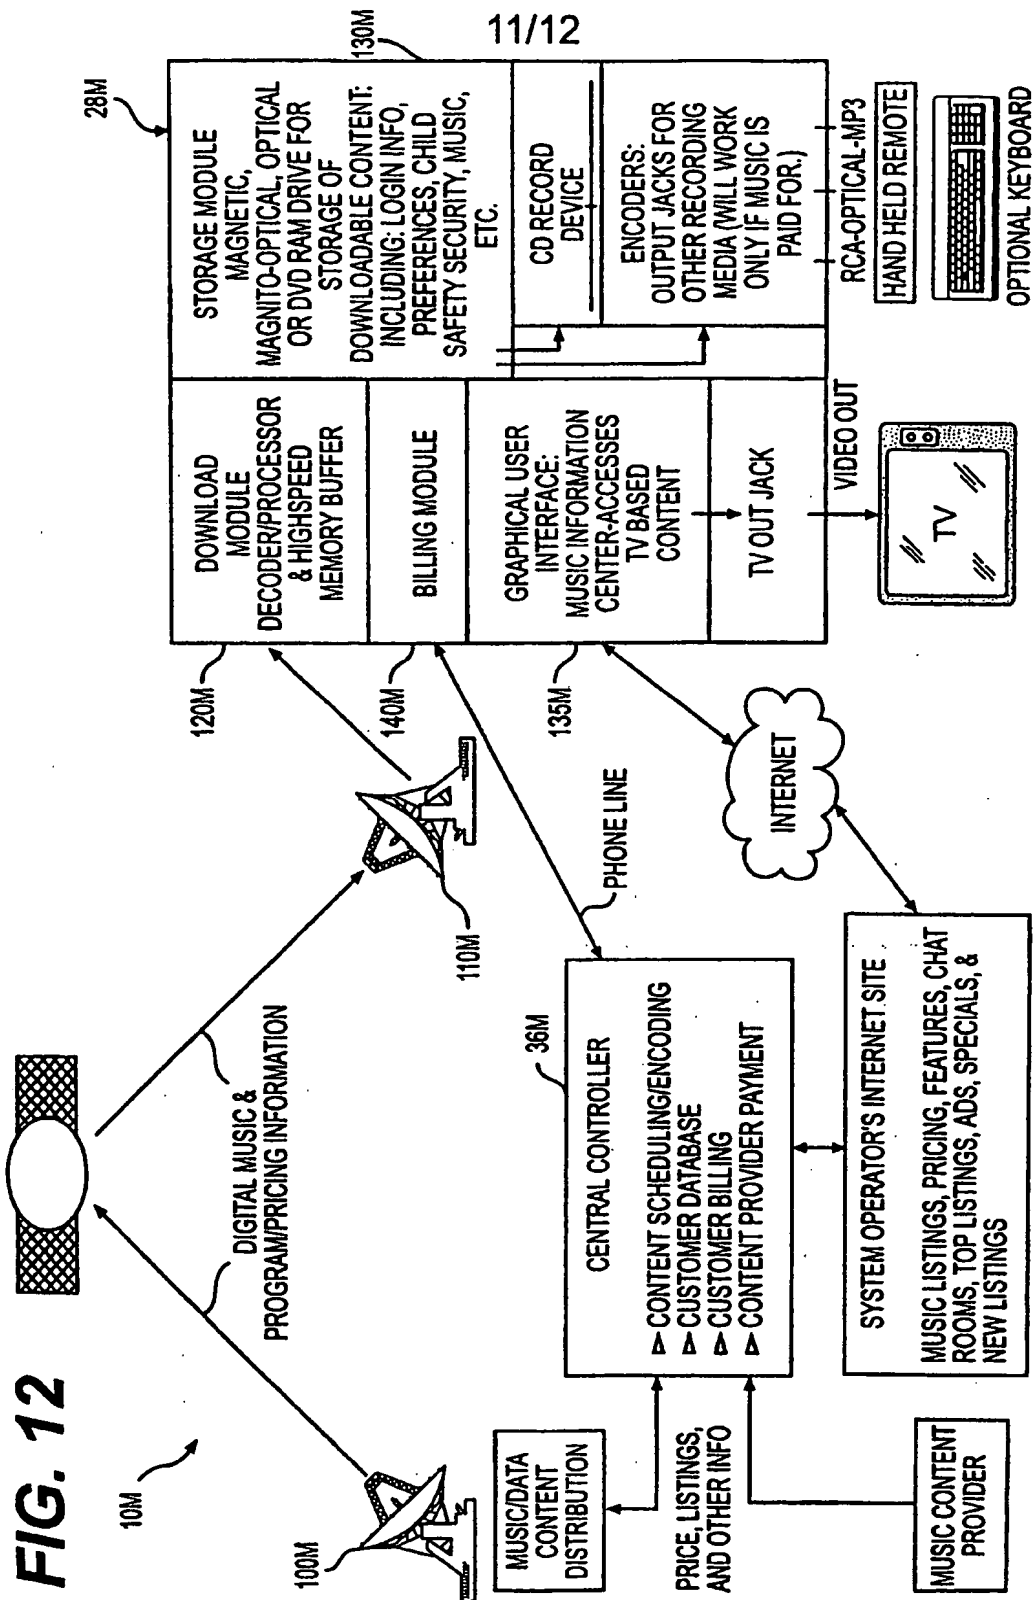 11/12
FIG. 12
10M
100M
DIGITAL MUSIC &
PROGRAM/PRICING INFORMATION
110M
28M
120M
DOWNLOAD
MODULE
DECODER/PROCESSOR
& HIGHSPEED
MEMORY BUFFER
140M
BILLING MODULE
135M
GRAPHICAL USER
INTERFACE:
MUSIC INFORMATION
CENTER-ACCESSES
TV BASED
CONTENT
TV OUT JACK
VIDEO OUT
TV
130M
STORAGE MODULE
MAGNETIC,
MAGNITO-OPTICAL, OPTICAL
OR DVD RAM DRIVE FOR
STORAGE OF
DOWNLOADABLE CONTENT:
INCLUDING: LOGIN INFO,
PREFERENCES, CHILD
SAFETY SECURITY, MUSIC,
ETC.
CD RECORD
DEVICE
ENCODERS:
OUTPUT JACKS FOR
OTHER RECORDING
MEDIA (WILL WORK
ONLY IF MUSIC IS
PAID FOR.)
RCA-OPTICAL-MP3
HAND HELD REMOTE
OPTIONAL KEYBOARD
MUSIC/DATA
CONTENT
DISTRIBUTION
PRICE, LISTINGS,
AND OTHER INFO
MUSIC CONTENT
PROVIDER
36M
CENTRAL CONTROLLER
CONTENT SCHEDULING/ENCODING
CUSTOMER DATABASE
CUSTOMER BILLING
CONTENT PROVIDER PAYMENT
PHONE LINE
INTERNET
SYSTEM OPERATOR'S INTERNET SITE
MUSIC LISTINGS, PRICING, FEATURES, CHAT
ROOMS, TOP LISTINGS, ADS, SPECIALS, &
NEW LISTINGS